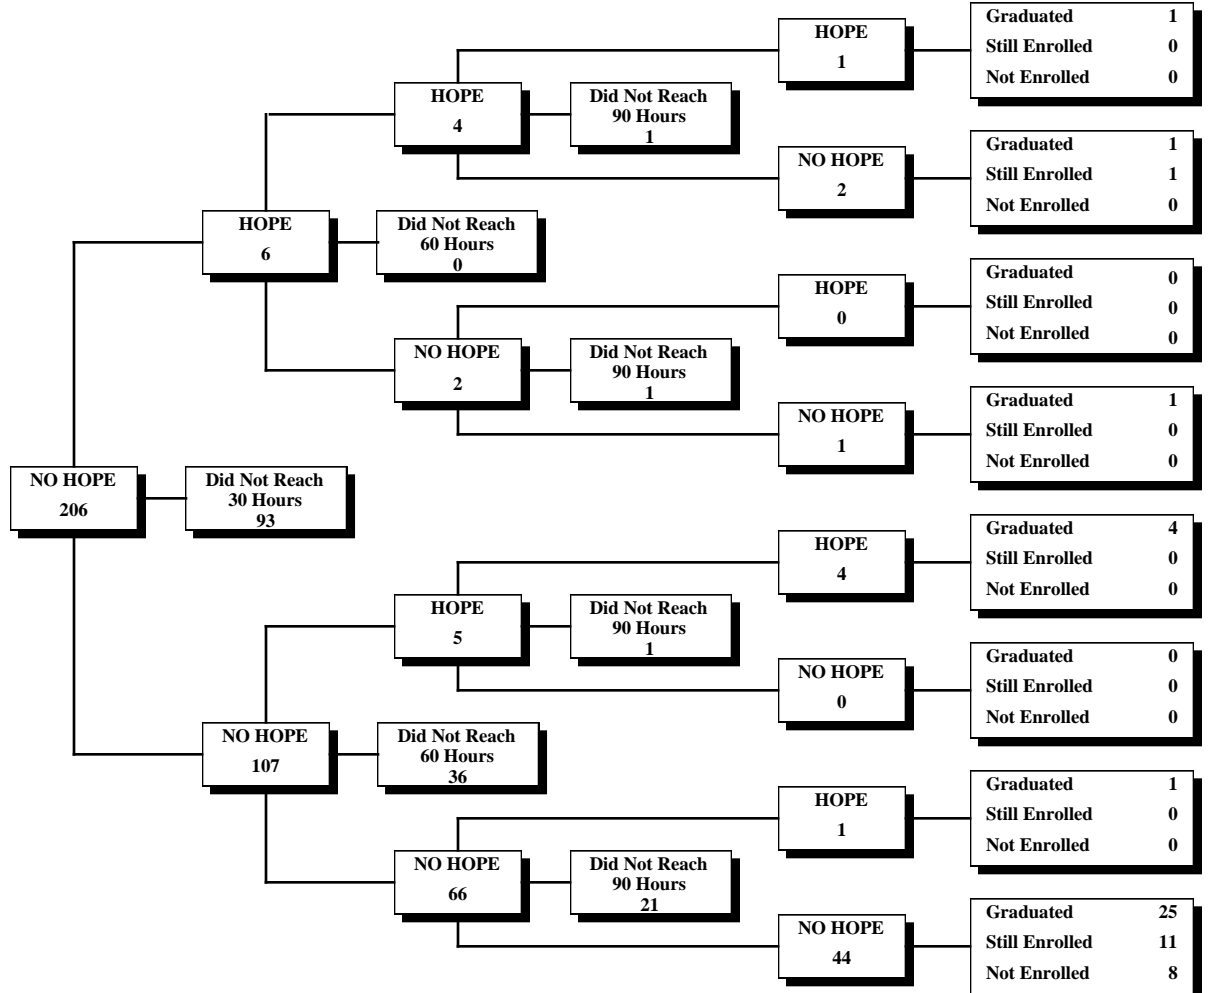 HOPE
1
Graduated 1
Still Enrolled 0
Not Enrolled 0
HOPE
4
Did Not Reach
90 Hours
1
NO HOPE
2
Graduated 1
Still Enrolled 1
Not Enrolled 0
HOPE
6
Did Not Reach
60 Hours
0
HOPE
0
Graduated 0
Still Enrolled 0
Not Enrolled 0
NO HOPE
2
Did Not Reach
90 Hours
1
NO HOPE
1
Graduated 1
Still Enrolled 0
Not Enrolled 0
NO HOPE
206
Did Not Reach
30 Hours
93
HOPE
4
Graduated 4
Still Enrolled 0
Not Enrolled 0
HOPE
5
Did Not Reach
90 Hours
1
NO HOPE
0
Graduated 0
Still Enrolled 0
Not Enrolled 0
NO HOPE
107
Did Not Reach
60 Hours
36
HOPE
1
Graduated 1
Still Enrolled 0
Not Enrolled 0
NO HOPE
66
Did Not Reach
90 Hours
21
NO HOPE
44
Graduated 25
Still Enrolled 11
Not Enrolled 8